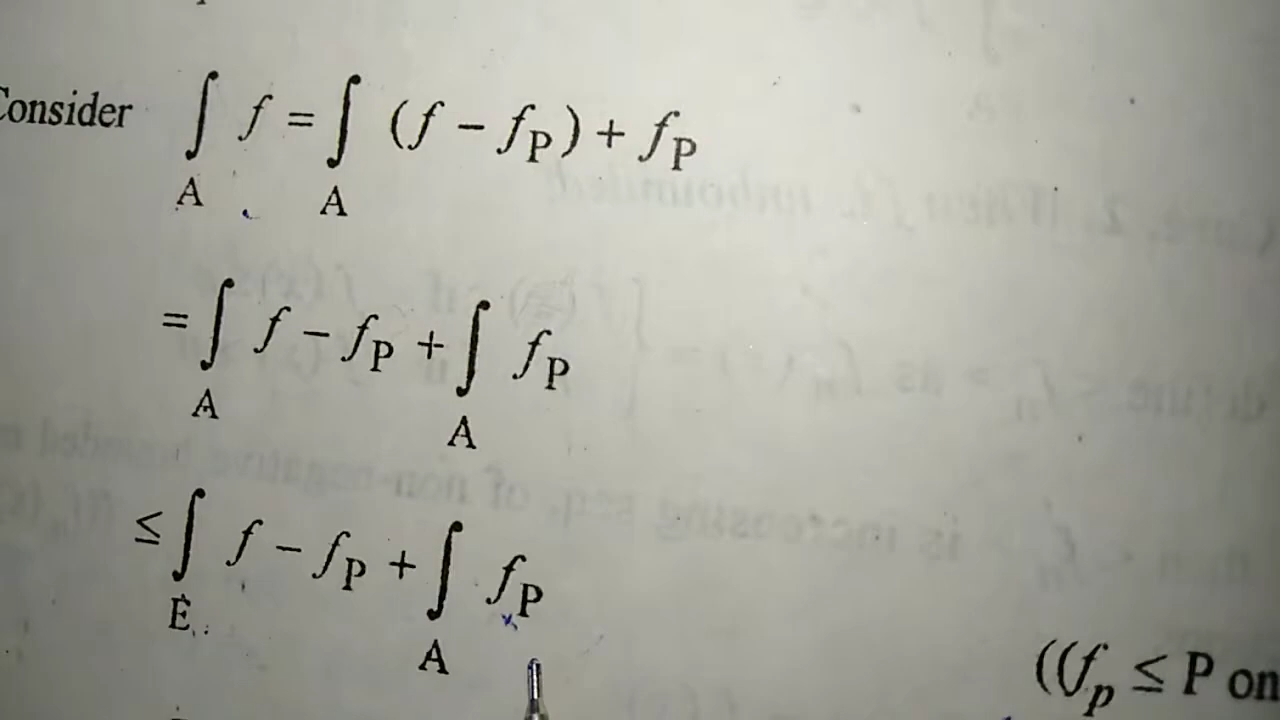 Consider ∫_A f = ∫_A (f − f_P) + f_P
= ∫_A f − f_P + ∫_A f_P
≤ ∫_E f − f_P + ∫_A f_P
((f_p ≤ P on